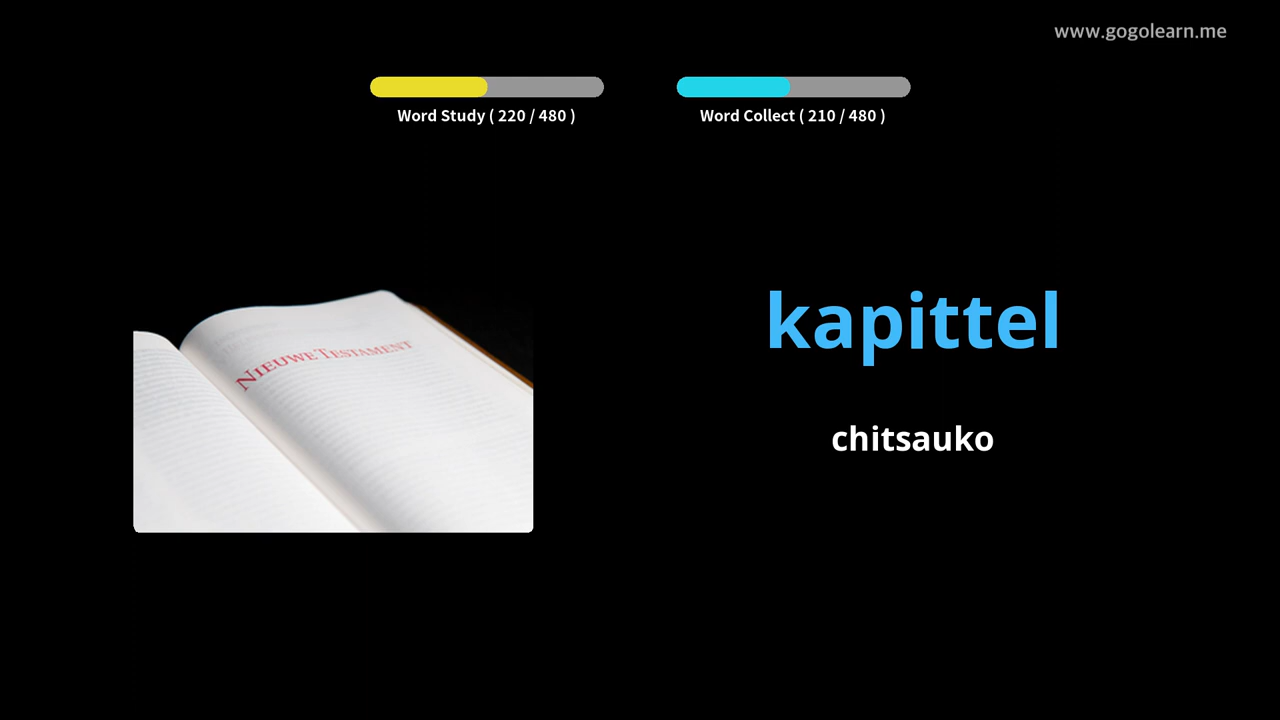 www.gogolearn.me
Word Study ( 220 / 480 )
Word Collect ( 210 / 480 )
NIEUWE TESTAMENT
kapittel
chitsauko